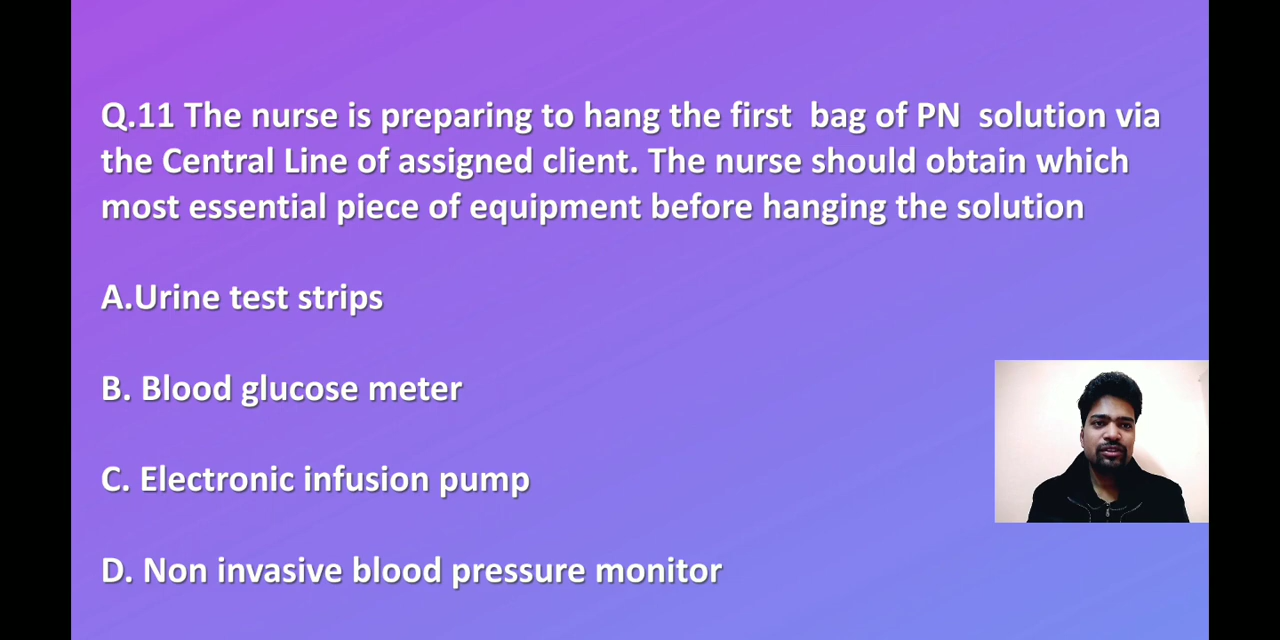 Q.11 The nurse is preparing to hang the first  bag of PN  solution via
the Central Line of assigned client. The nurse should obtain which
most essential piece of equipment before hanging the solution
A.Urine test strips
B. Blood glucose meter
C. Electronic infusion pump
D. Non invasive blood pressure monitor